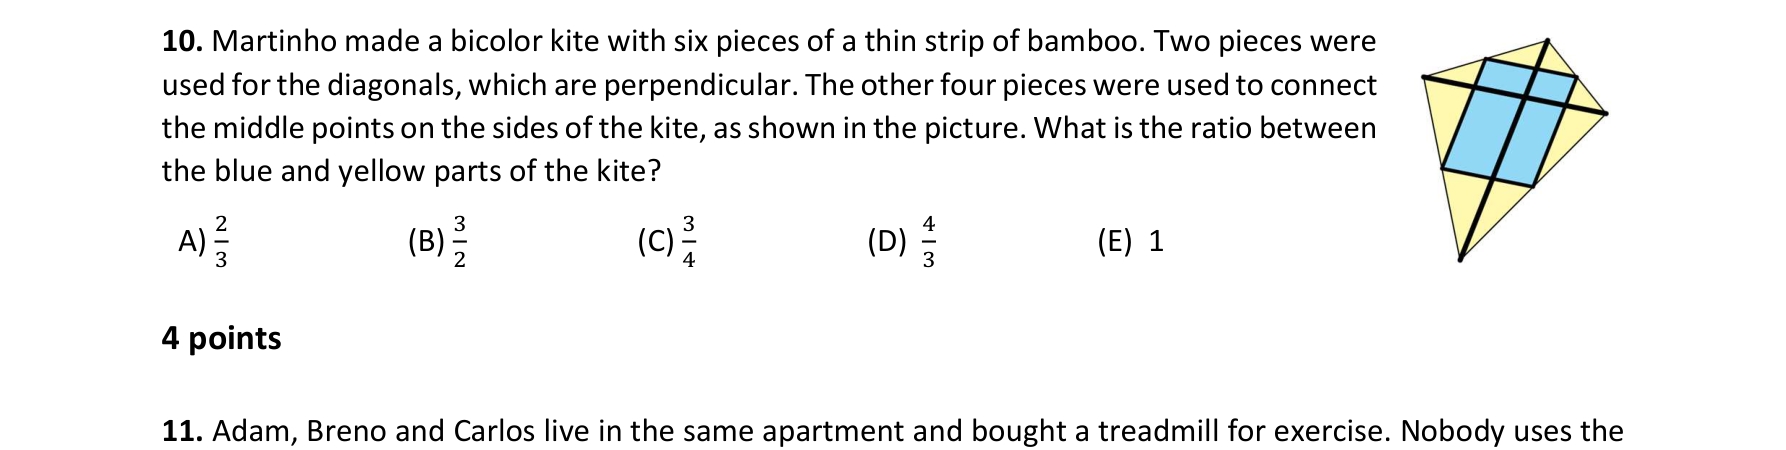 10. Martinho made a bicolor kite with six pieces of a thin strip of bamboo. Two pieces were
used for the diagonals, which are perpendicular. The other four pieces were used to connect
the middle points on the sides of the kite, as shown in the picture. What is the ratio between
the blue and yellow parts of the kite?
A) 2/3 (B) 3/2 (C) 3/4 (D) 4/3 (E) 1
4 points
11. Adam, Breno and Carlos live in the same apartment and bought a treadmill for exercise. Nobody uses the